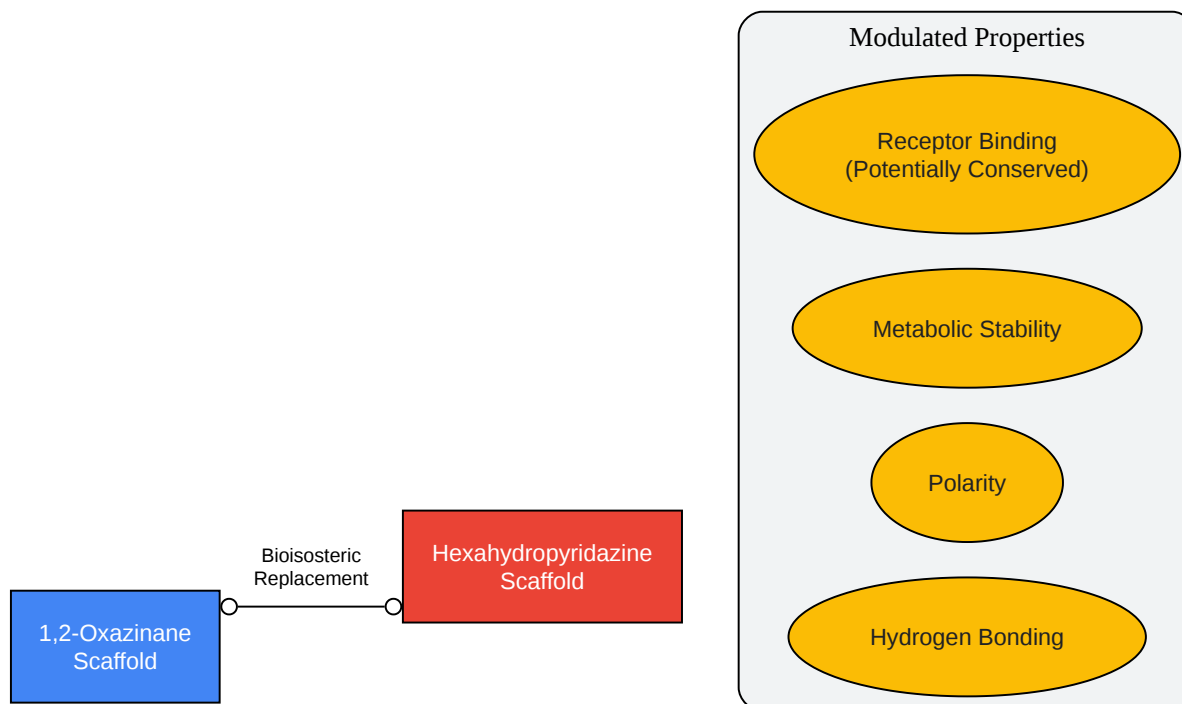 Modulated Properties
Receptor Binding
(Potentially Conserved)
Metabolic Stability
Polarity
Hydrogen Bonding
Bioisosteric
Replacement
Hexahydropyridazine
Scaffold
1,2-Oxazinane
Scaffold